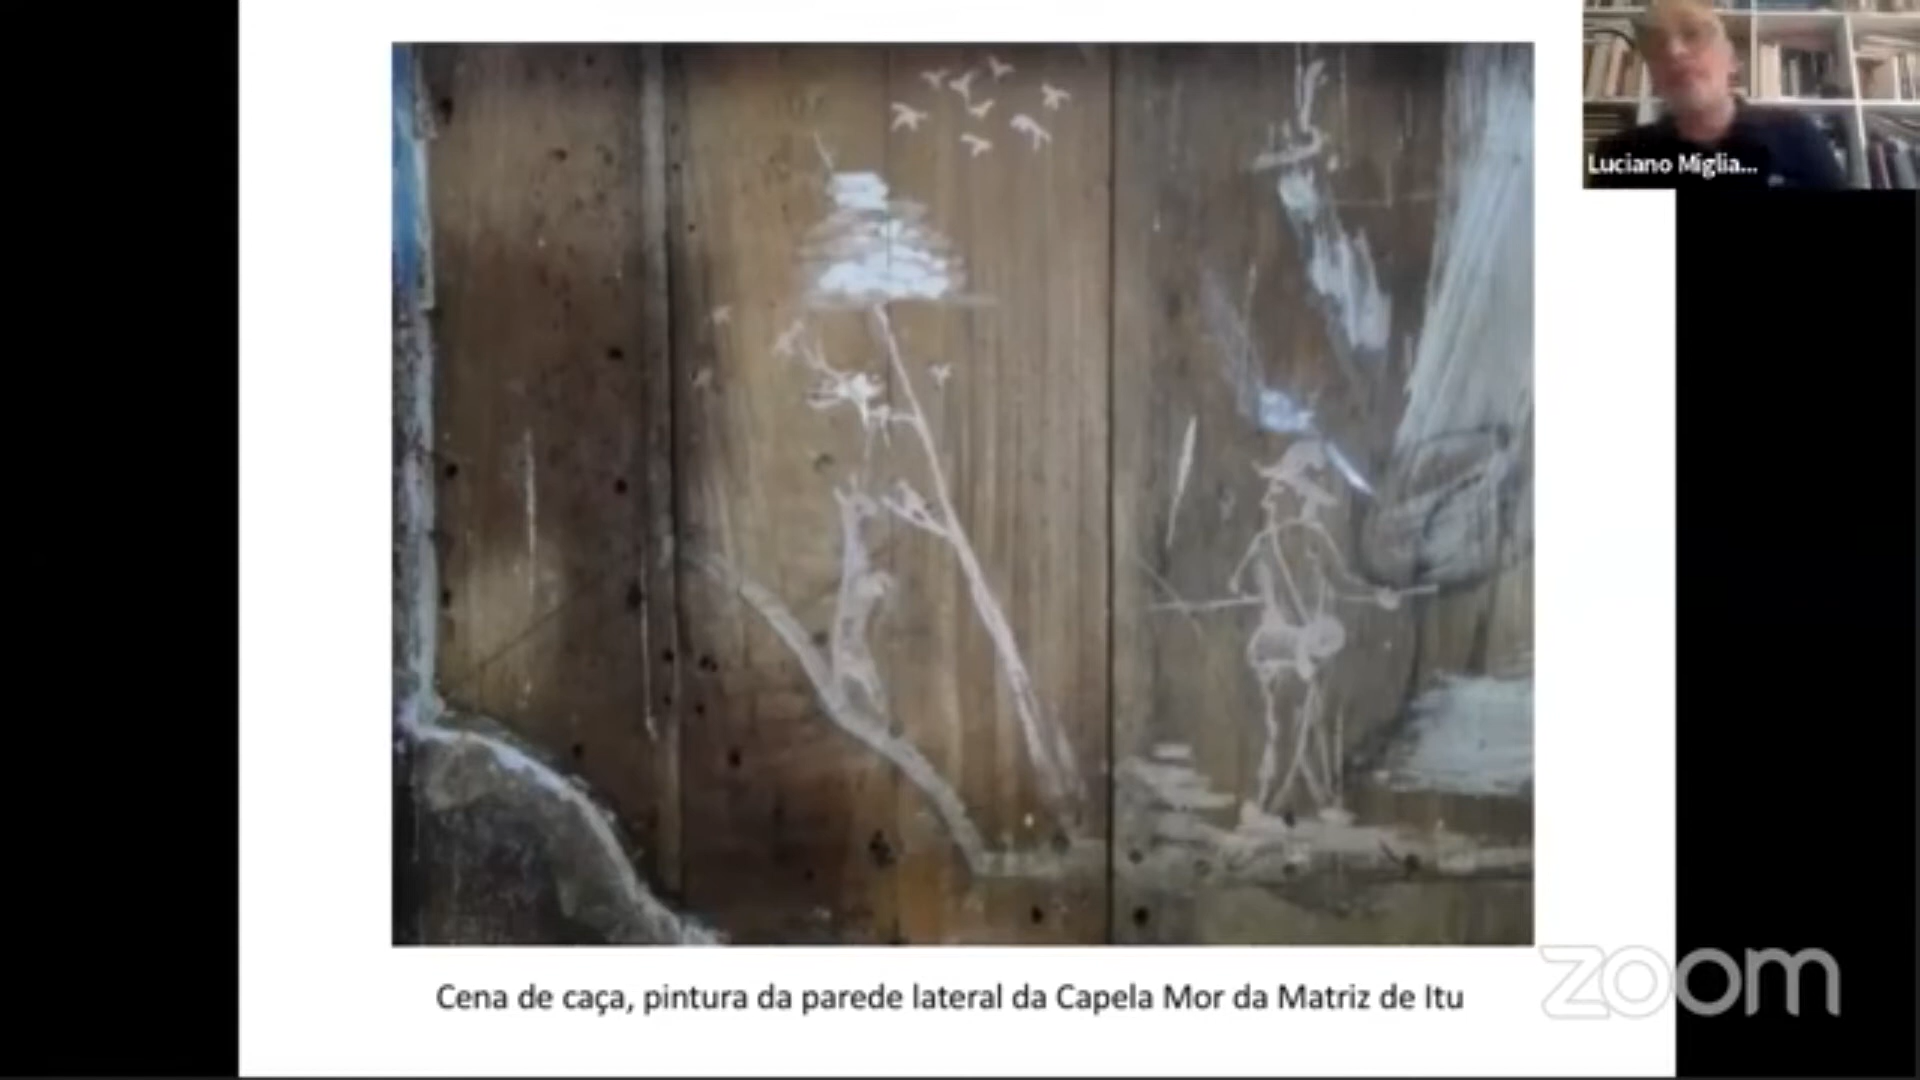 Luciano Miglia...
Cena de caça, pintura da parede lateral da Capela Mor da Matriz de Itu
zoom